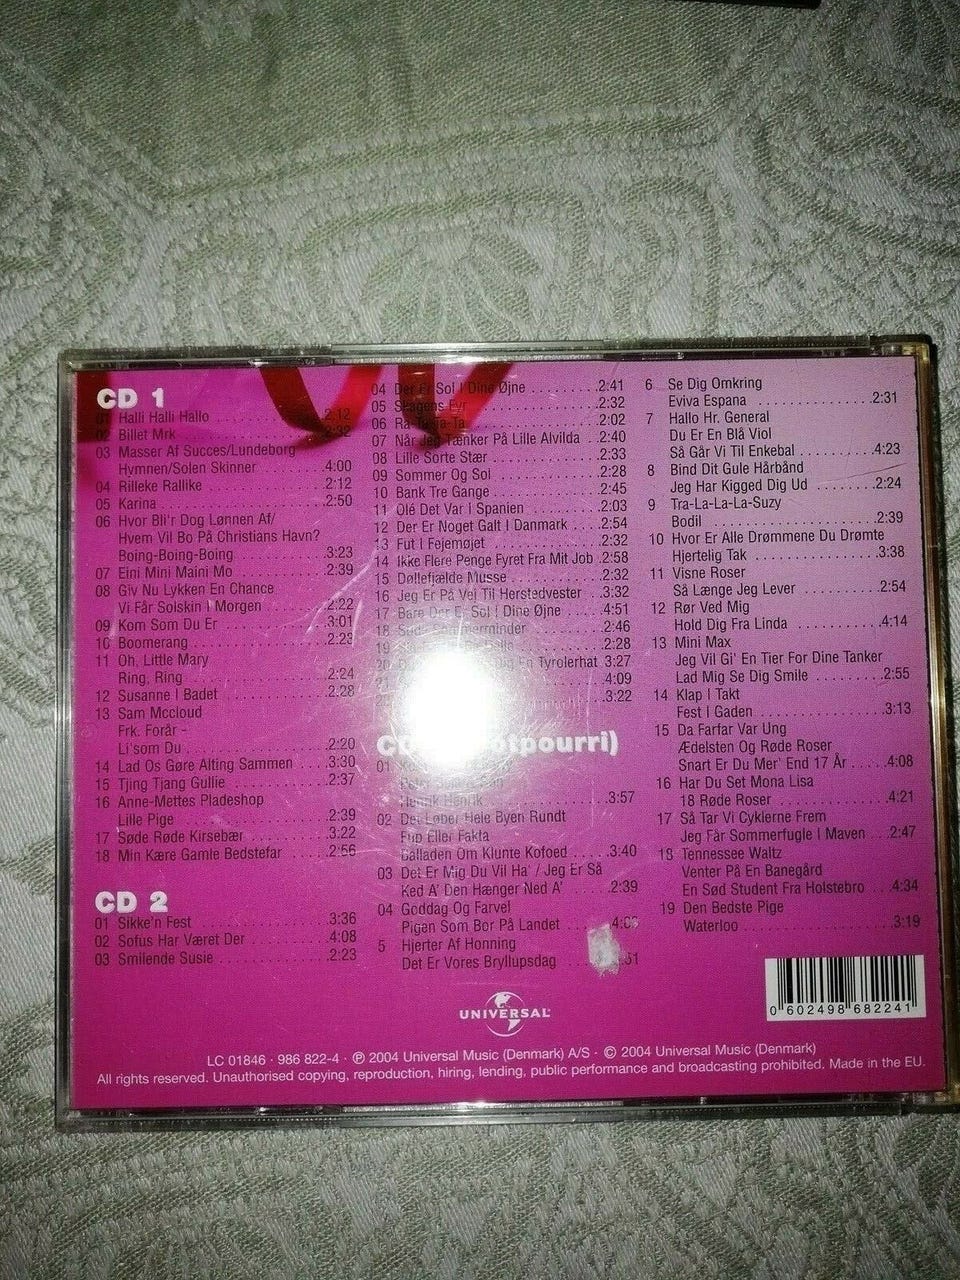 CD 1
01 Halli Halli Hallo 2:12
02 Billet Mrk 2:32
03 Masser Af Succes/Lundeborg
Hymnen/Solen Skinner 4:00
04 Rilleke Rallike 2:12
05 Karina 2:50
06 Hvor Bli'r Dog Lønnen Af/
Hvem Vil Bo På Christians Havn?
Boing-Boing-Boing 3:23
07 Eini Mini Maini Mo 2:39
08 Giv Nu Lykken En Chance
Vi Får Solskin I Morgen 2:22
09 Kom Som Du Er 3:01
10 Boomerang 2:23
11 Oh, Little Mary
Ring, Ring 2:24
12 Susanne I Badet 2:28
13 Sam Mccloud
Frk. Forår -
Li'som Du 2:20
14 Lad Os Gøre Alting Sammen 3:30
15 Tjing Tjang Gullie 2:37
16 Anne-Mettes Pladeshop
Lille Pige 2:39
17 Søde Røde Kirsebær 3:22
18 Min Kære Gamle Bedstefar 2:56
CD 2
01 Sikke'n Fest 3:36
02 Sofus Har Været Der 4:08
03 Smilende Susie 2:23
04 Der Er Sol I Dine Øjne 2:41
05 Skagens Fyr 2:32
06 Ra-Ta-ta-Ta 2:02
07 Når Jeg Tænker På Lille Alvilda 2:40
08 Lille Sorte Stær 2:33
09 Sommer Og Sol 2:28
10 Bank Tre Gange 2:45
11 Olé Det Var I Spanien 2:03
12 Der Er Noget Galt I Danmark 2:54
13 Fut I Fejemøjet 2:32
14 Ikke Flere Penge Fyret Fra Mit Job 2:58
15 Døllefjælde Musse 2:32
16 Jeg Er På Vej Til Herstedvester 3:32
17 Bare Der Er Sol I Dine Øjne 4:51
18 Søde Sommerminder 2:46
19 2:28
20 En Tyrolerhat 3:27
21 4:09
3:22
CD otpourri)
01
Henrik Henrik 3:57
02 Det Løber Hele Byen Rundt
Fup Eller Fakta
Balladen Om Klunte Kofoed 3:40
03 Det Er Mig Du Vil Ha' / Jeg Er Så
Ked A' Den Hænger Ned A' 2:39
04 Goddag Og Farvel
Pigen Som Bor På Landet
5 Hjerter Af Honning
Det Er Vores Bryllupsdag
6 Se Dig Omkring
Eviva Espana 2:31
7 Hallo Hr. General
Du Er En Blå Viol
Så Går Vi Til Enkebal 4:23
8 Bind Dit Gule Hårbånd
Jeg Har Kigged Dig Ud 2:24
9 Tra-La-La-La-Suzy
Bodil 2:39
10 Hvor Er Alle Drømmene Du Drømte
Hjertelig Tak 3:38
11 Visne Roser
Så Længe Jeg Lever 2:54
12 Rør Ved Mig
Hold Dig Fra Linda 4:14
13 Mini Max
Jeg Vil Gi' En Tier For Dine Tanker
Lad Mig Se Dig Smile 2:55
14 Klap I Takt
Fest I Gaden 3:13
15 Da Farfar Var Ung
Ædelsten Og Røde Roser
Snart Er Du Mer' End 17 År 4:08
16 Har Du Set Mona Lisa
18 Røde Roser 4:21
17 Så Tar Vi Cyklerne Frem
Jeg Får Sommerfugle I Maven 2:47
18 Tennessee Waltz
Venter På En Banegård
En Sød Student Fra Holstebro 4:34
19 Den Bedste Pige
Waterloo 3:19
UNIVERSAL
0 602498 682241
LC 01846 · 986 822-4 · ℗ 2004 Universal Music (Denmark) A/S · © 2004 Universal Music (Denmark)
All rights reserved. Unauthorised copying, reproduction, hiring, lending, public performance and broadcasting prohibited. Made in the EU.